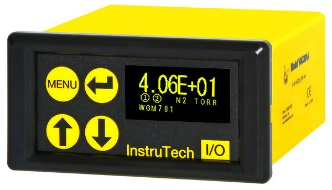 MENU
4.06E+01
① ② N2 TORR
WGM701
InstruTech I/O